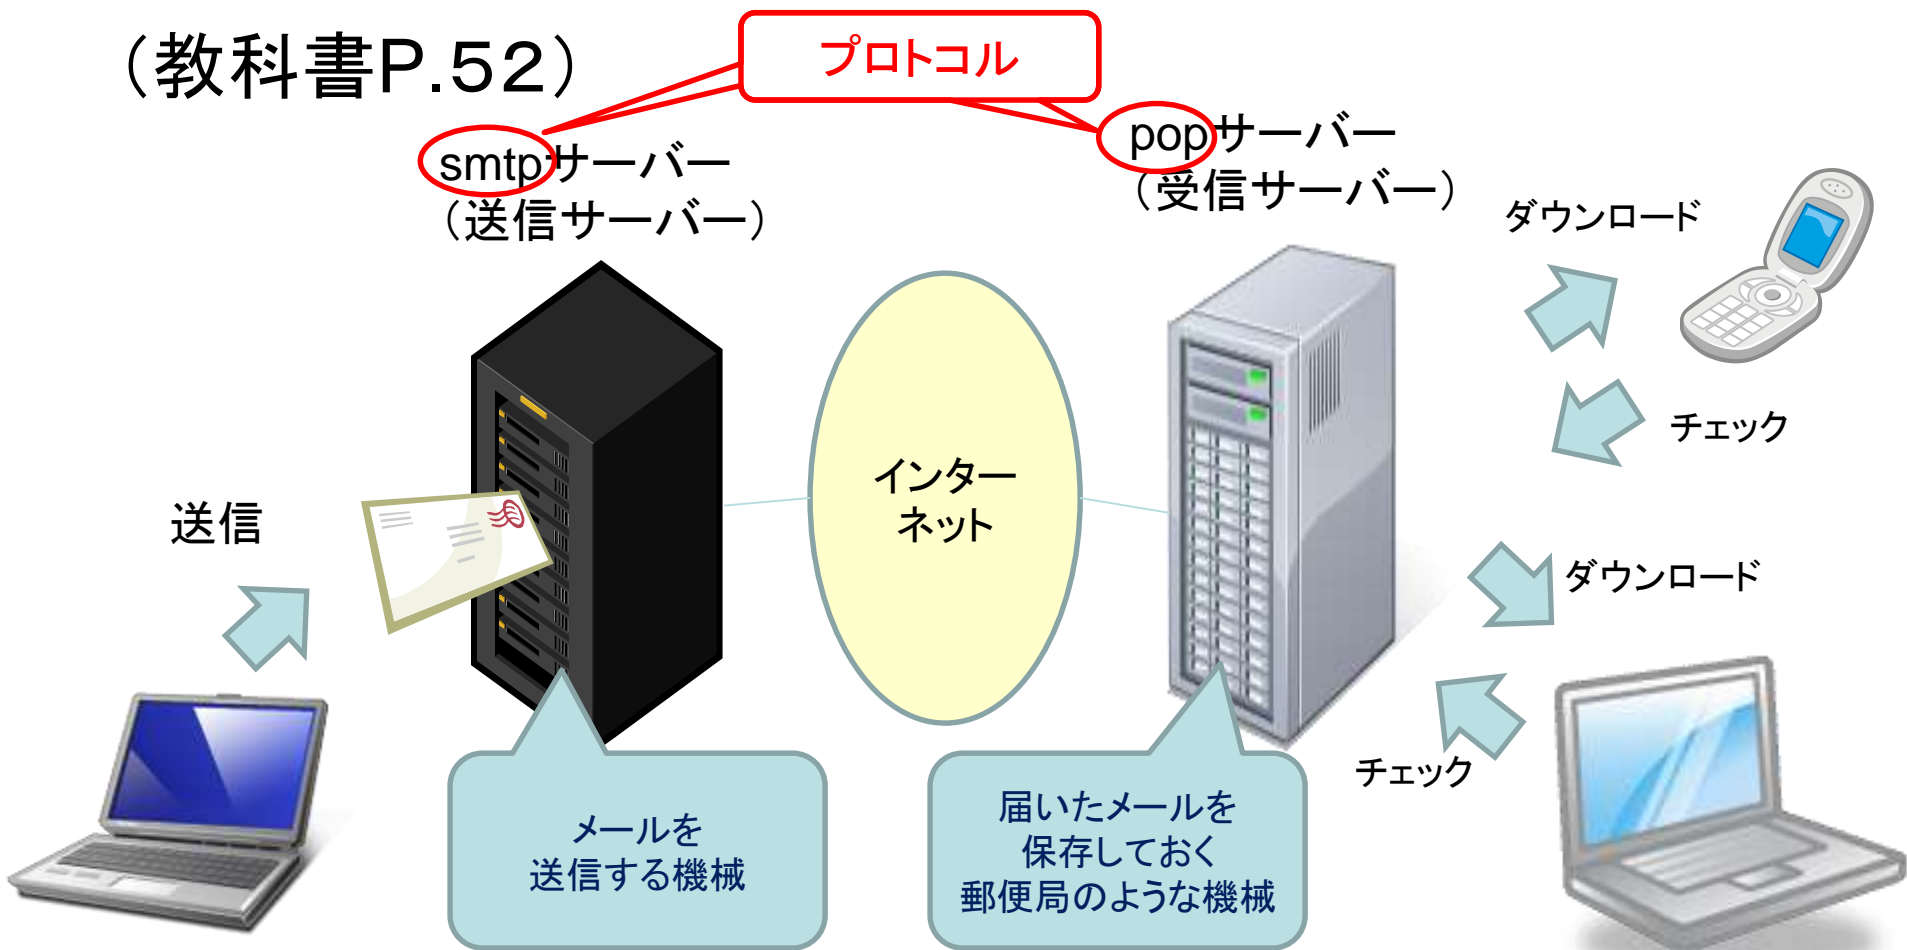 （教科書P.52）
プロトコル
smtpサーバー
（送信サーバー）
popサーバー
（受信サーバー）
ダウンロード
チェック
インター
ネット
送信
ダウンロード
チェック
メールを
送信する機械
届いたメールを
保存しておく
郵便局のような機械